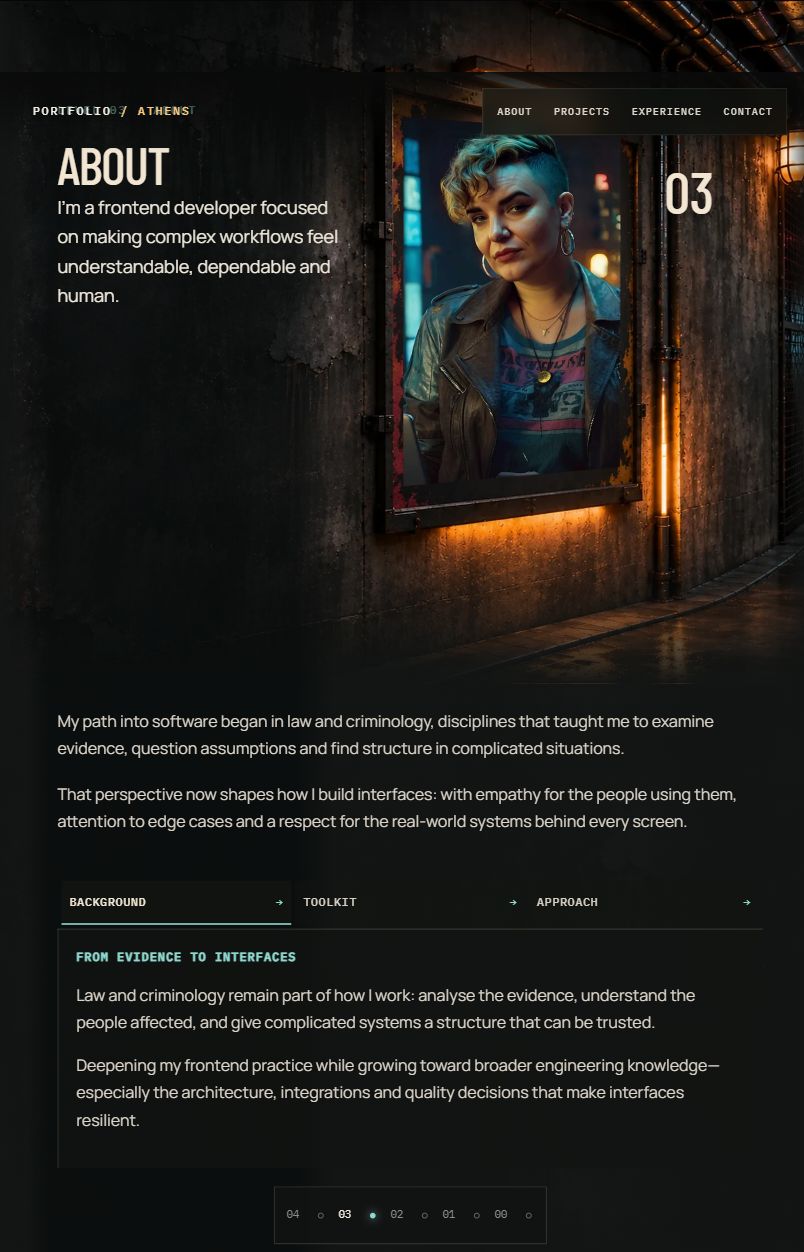 PORTFOLIO / ATHENS
ABOUT PROJECTS EXPERIENCE CONTACT
ABOUT
03
I'm a frontend developer focused
on making complex workflows feel
understandable, dependable and
human.
My path into software began in law and criminology, disciplines that taught me to examine
evidence, question assumptions and find structure in complicated situations.
That perspective now shapes how I build interfaces: with empathy for the people using them,
attention to edge cases and a respect for the real-world systems behind every screen.
BACKGROUND → TOOLKIT → APPROACH →
FROM EVIDENCE TO INTERFACES
Law and criminology remain part of how I work: analyse the evidence, understand the
people affected, and give complicated systems a structure that can be trusted.
Deepening my frontend practice while growing toward broader engineering knowledge—
especially the architecture, integrations and quality decisions that make interfaces
resilient.
04 03 02 01 00